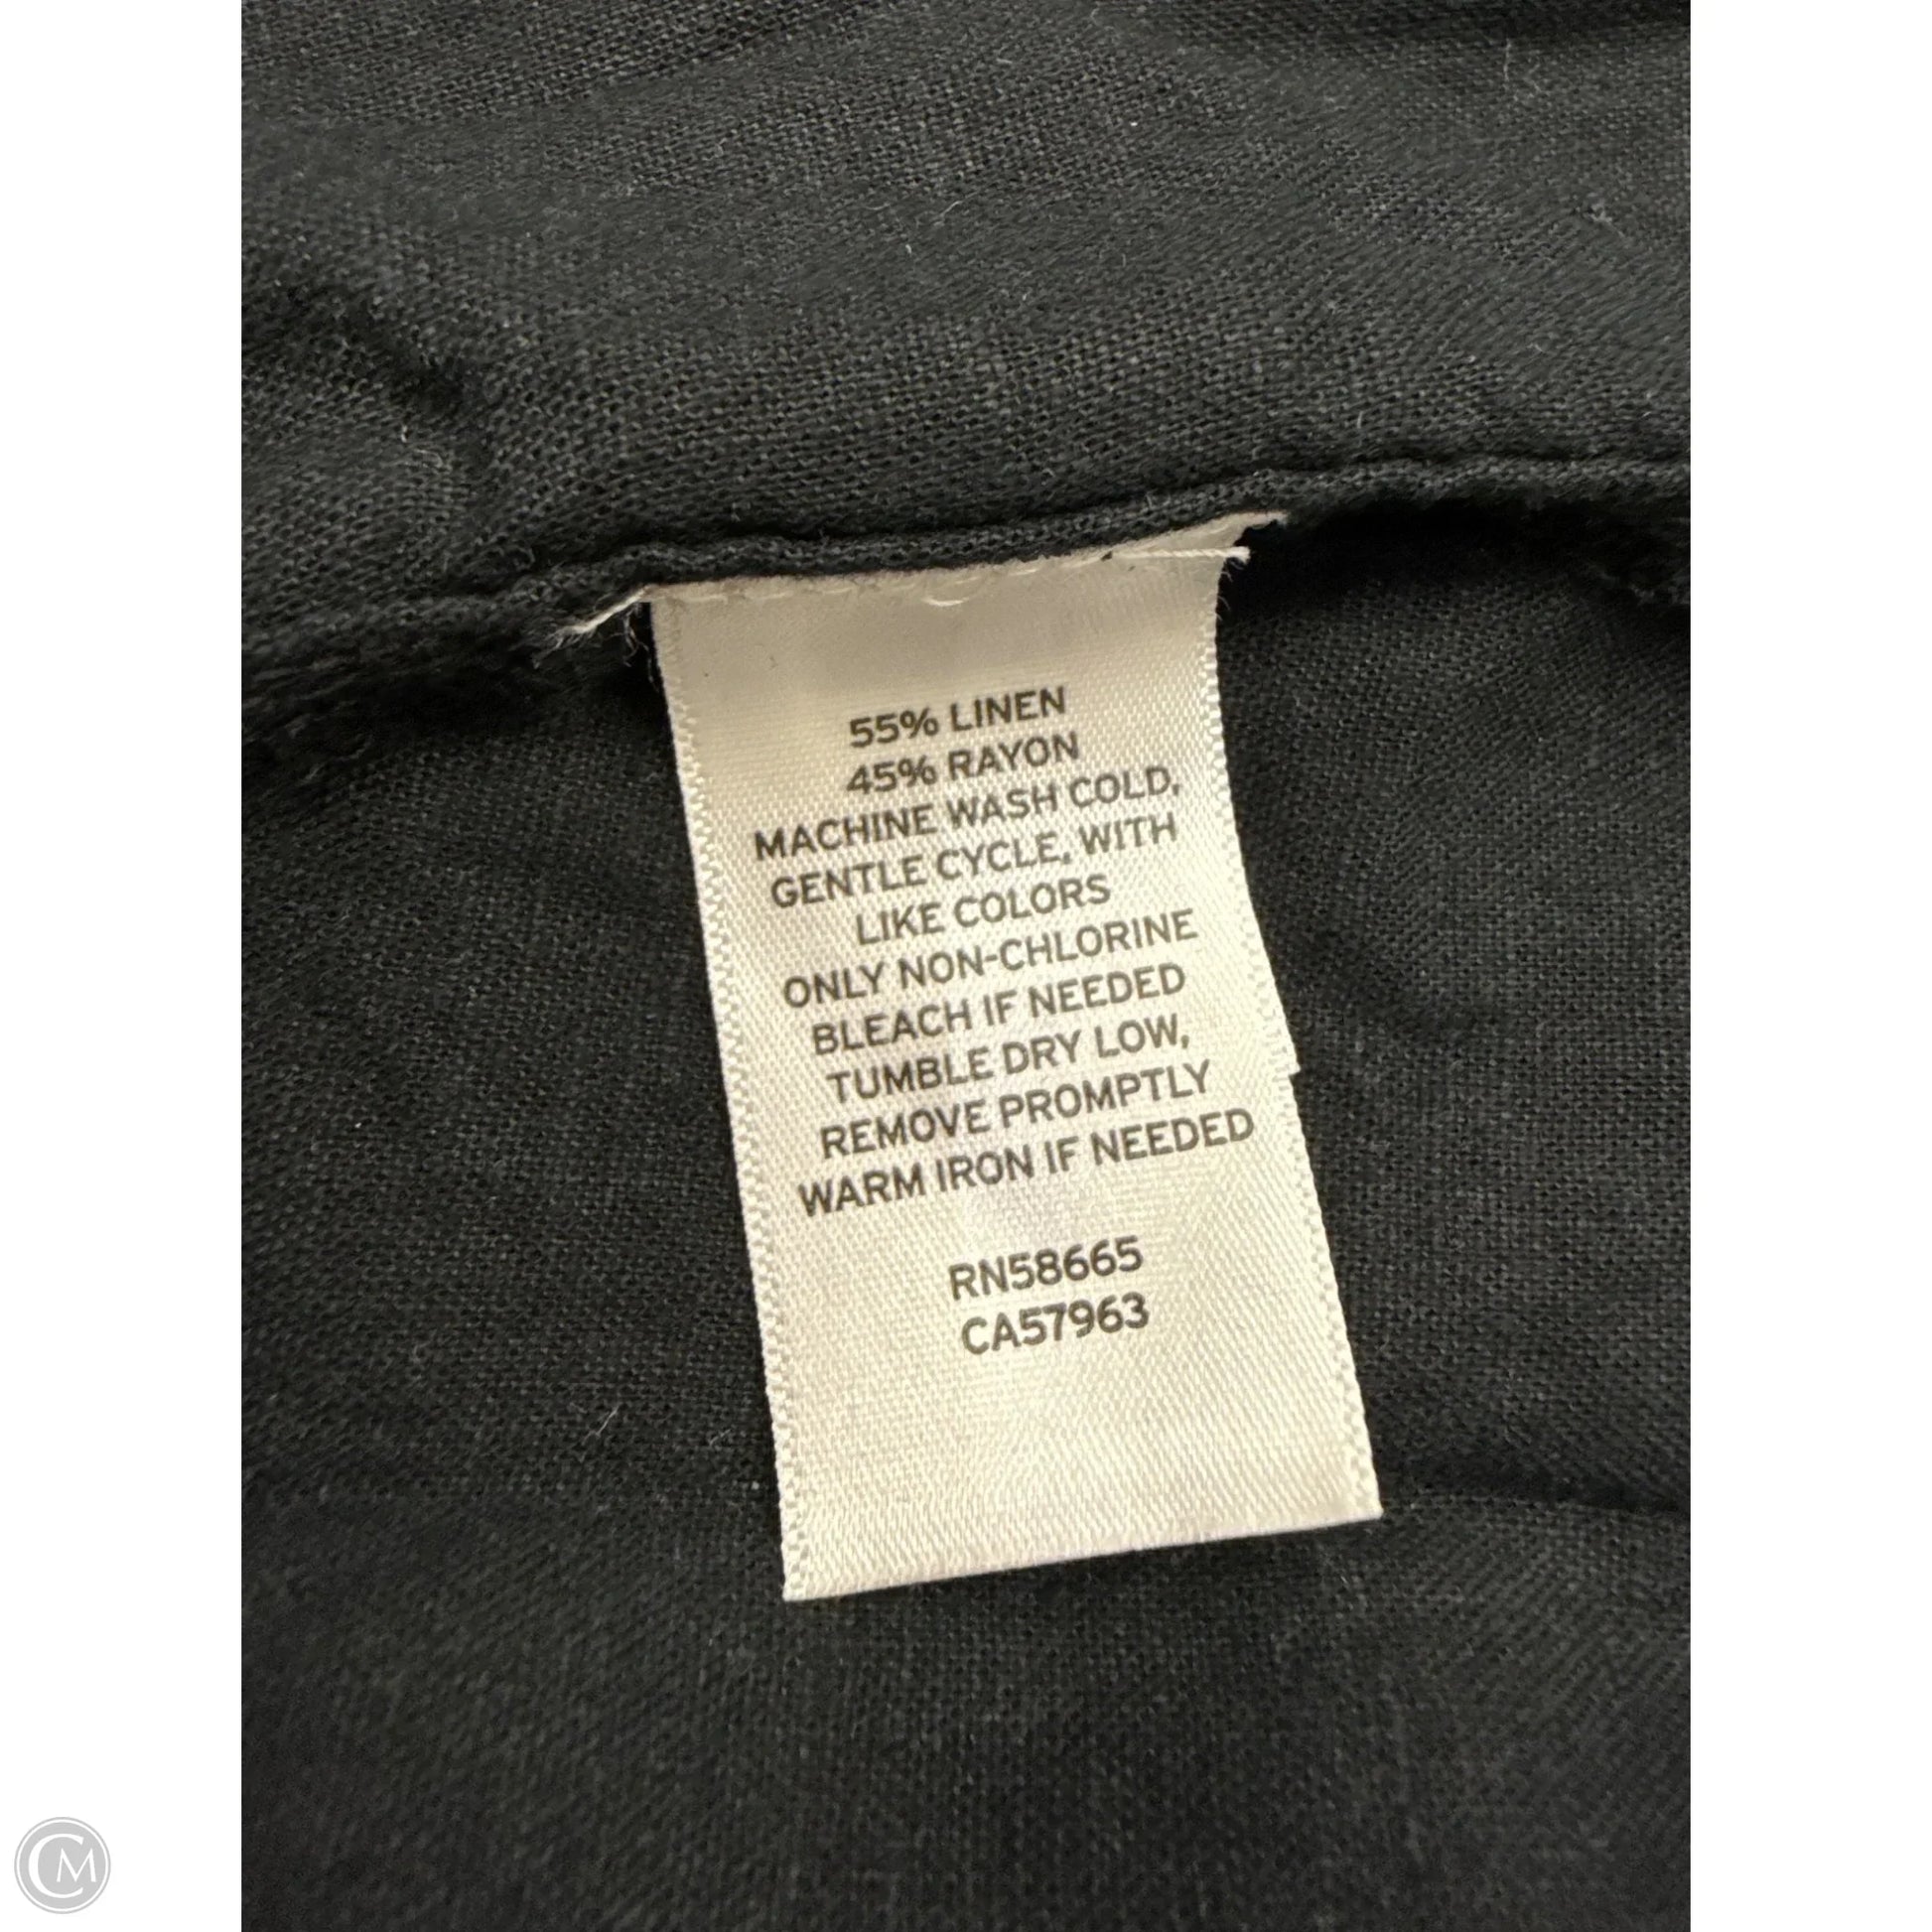 55% LINEN
45% RAYON
MACHINE WASH COLD,
GENTLE CYCLE, WITH
LIKE COLORS
ONLY NON-CHLORINE
BLEACH IF NEEDED
TUMBLE DRY LOW,
REMOVE PROMPTLY
WARM IRON IF NEEDED
RN58665
CA57963
CM